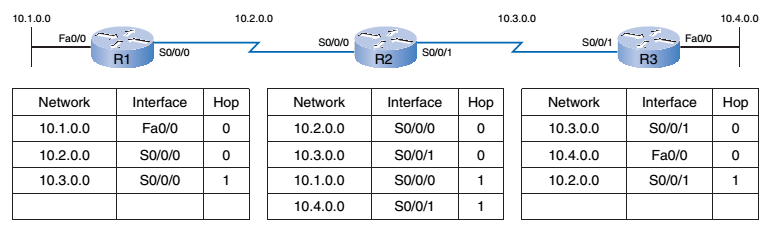 10.1.0.0 10.2.0.0 10.3.0.0 10.4.0.0
Fa0/0 S0/0/0 S0/0/0 S0/0/1 S0/0/1 Fa0/0
R1 R2 R3
Network Interface Hop
10.1.0.0 Fa0/0 0
10.2.0.0 S0/0/0 0
10.3.0.0 S0/0/0 1
Network Interface Hop
10.2.0.0 S0/0/0 0
10.3.0.0 S0/0/1 0
10.1.0.0 S0/0/0 1
10.4.0.0 S0/0/1 1
Network Interface Hop
10.3.0.0 S0/0/1 0
10.4.0.0 Fa0/0 0
10.2.0.0 S0/0/1 1